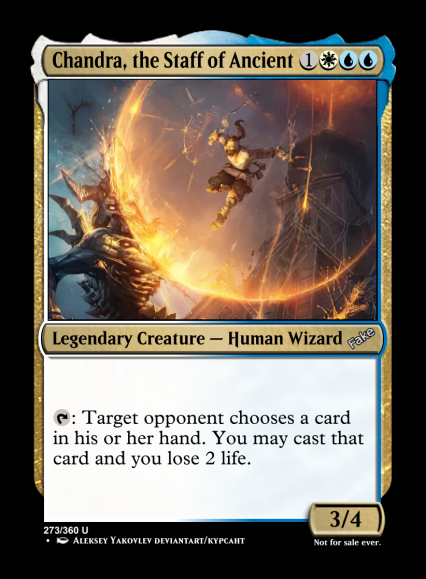 Chandra, the Staff of Ancient 1
Legendary Creature — Human Wizard Fake
: Target opponent chooses a card
in his or her hand. You may cast that
card and you lose 2 life.
3/4
273/360 U
• Aleksey Yakovlev deviantart/kypcaht
Not for sale ever.